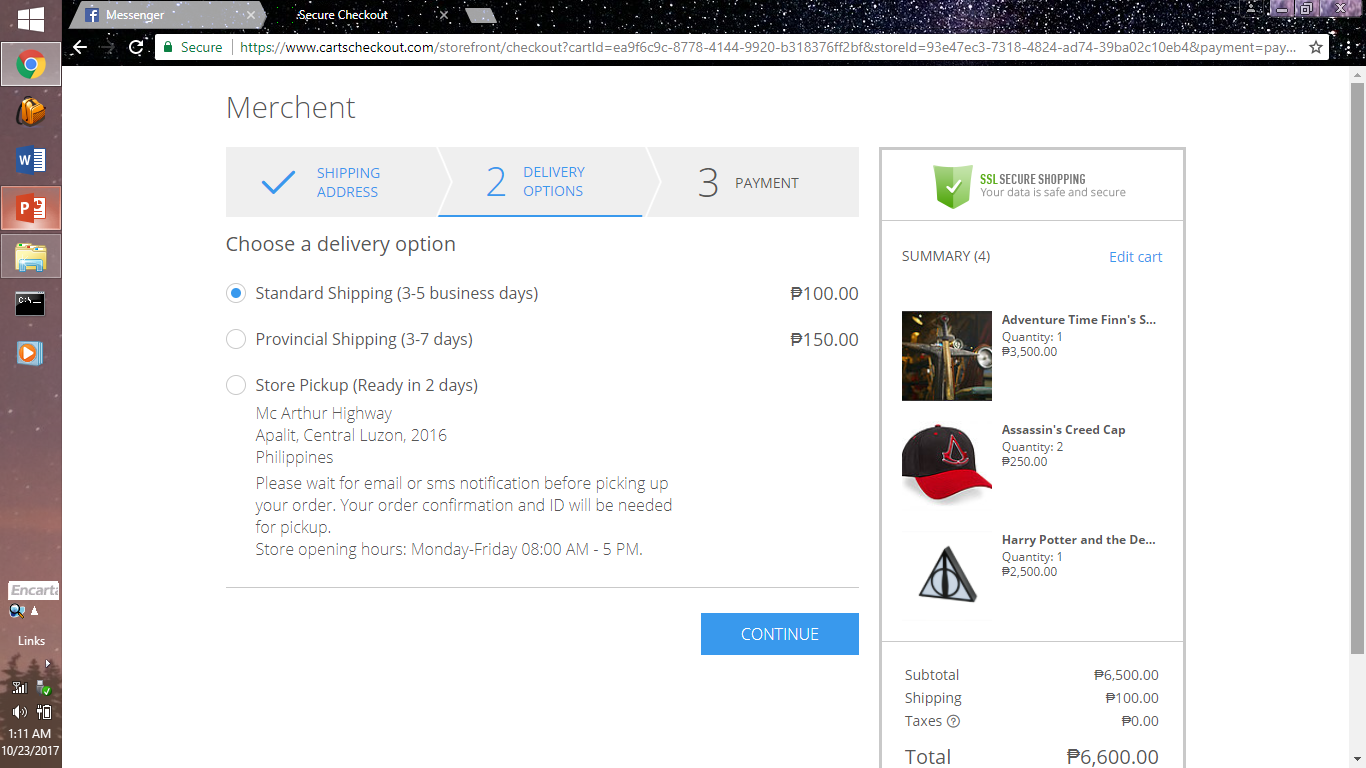 Messenger
Secure Checkout
Secure
https://www.cartscheckout.com/storefront/checkout?cartId=ea9f6c9c-8778-4144-9920-b318376ff2bf&storeId=93e47ec3-7318-4824-ad74-39ba02c10eb4&payment=pay...
Merchent
SHIPPING
ADDRESS
2
DELIVERY
OPTIONS
3
PAYMENT
Choose a delivery option
Standard Shipping (3-5 business days)
₱100.00
Provincial Shipping (3-7 days)
₱150.00
Store Pickup (Ready in 2 days)
Mc Arthur Highway
Apalit, Central Luzon, 2016
Philippines
Please wait for email or sms notification before picking up
your order. Your order confirmation and ID will be needed
for pickup.
Store opening hours: Monday-Friday 08:00 AM - 5 PM.
CONTINUE
SSL SECURE SHOPPING
Your data is safe and secure
SUMMARY (4)
Edit cart
Adventure Time Finn's S...
Quantity: 1
₱3,500.00
Assassin's Creed Cap
Quantity: 2
₱250.00
Harry Potter and the De...
Quantity: 1
₱2,500.00
Subtotal
₱6,500.00
Shipping
₱100.00
Taxes
₱0.00
Total
₱6,600.00
Encarta
Links
1:11 AM
10/23/2017